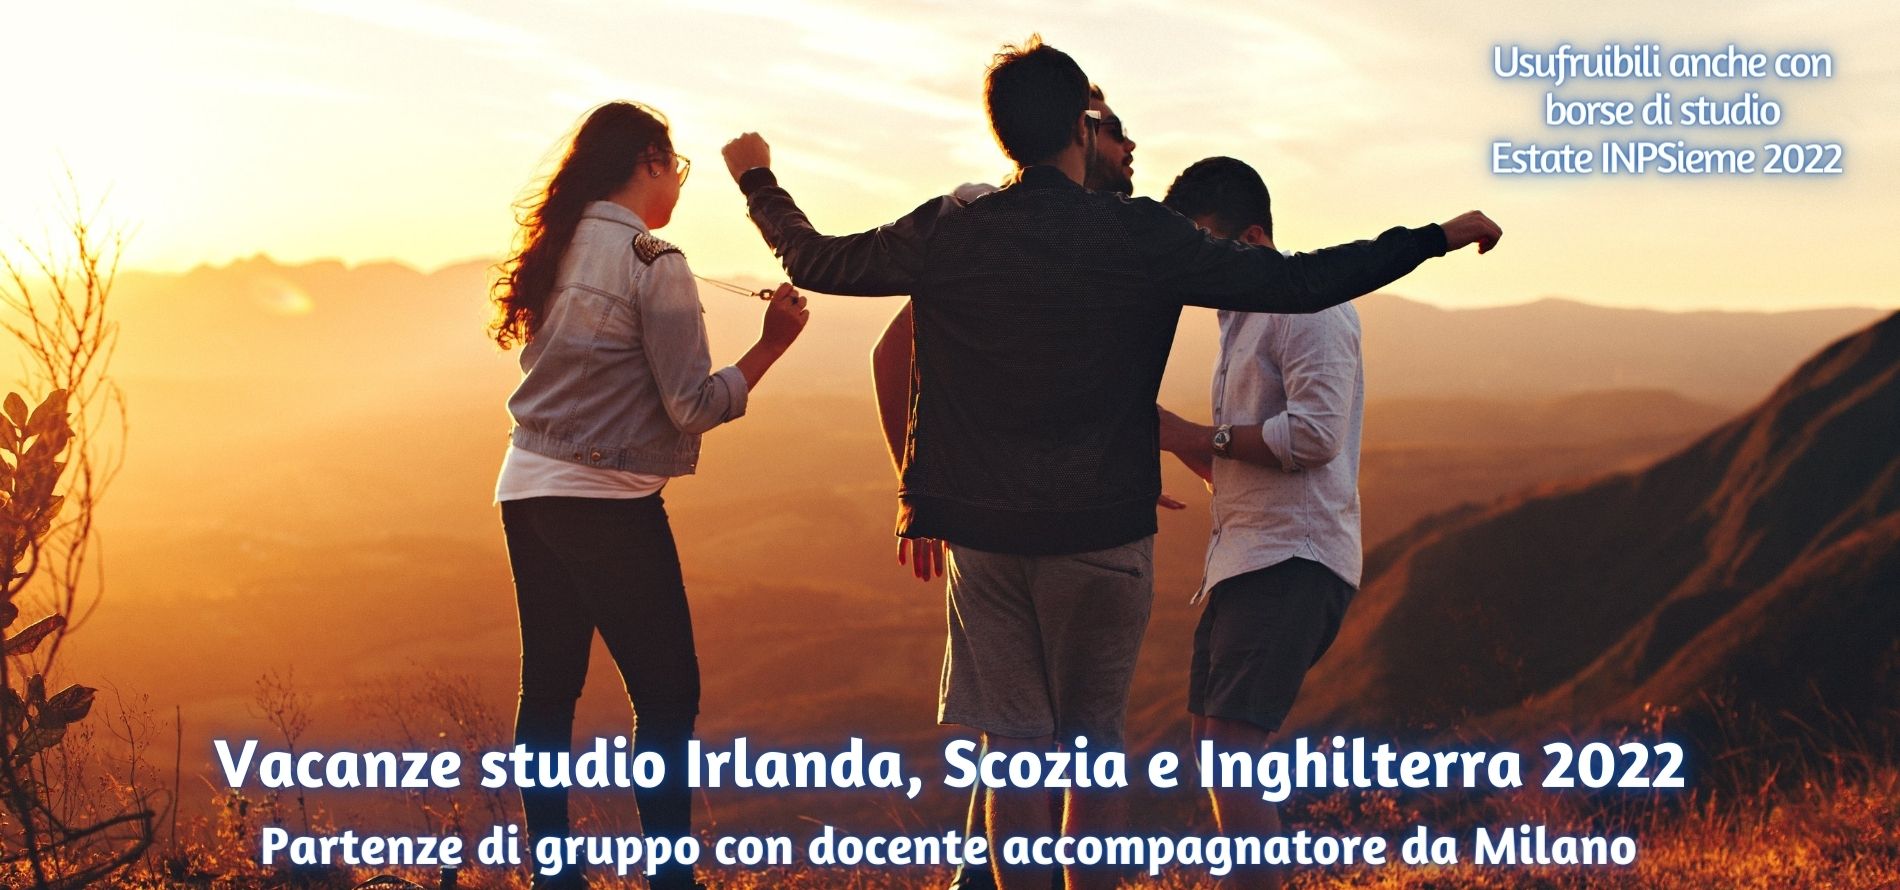 Usufruibili anche con
borse di studio
Estate INPSieme 2022
Vacanze studio Irlanda, Scozia e Inghilterra 2022
Partenze di gruppo con docente accompagnatore da Milano